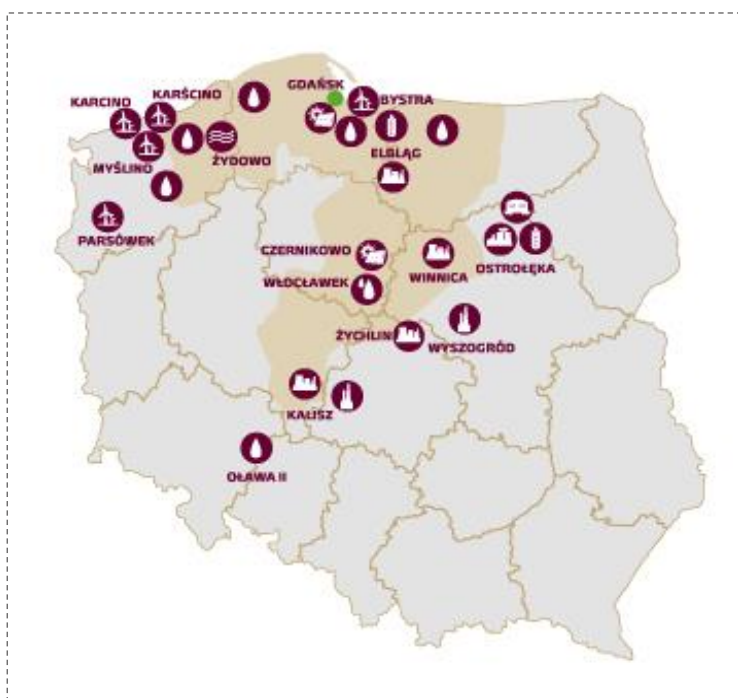 GDAŃSK
KARŚCINO
KARCINO
BYSTRA
ELBLĄG
ŻYDOWO
MYŚLINO
PARSÓWEK
CZERNIKOWO
WINNICA
OSTROŁĘKA
WŁOCŁAWEK
ŻYCHLIN
WYSZOGRÓD
KALISZ
OŁAWA II